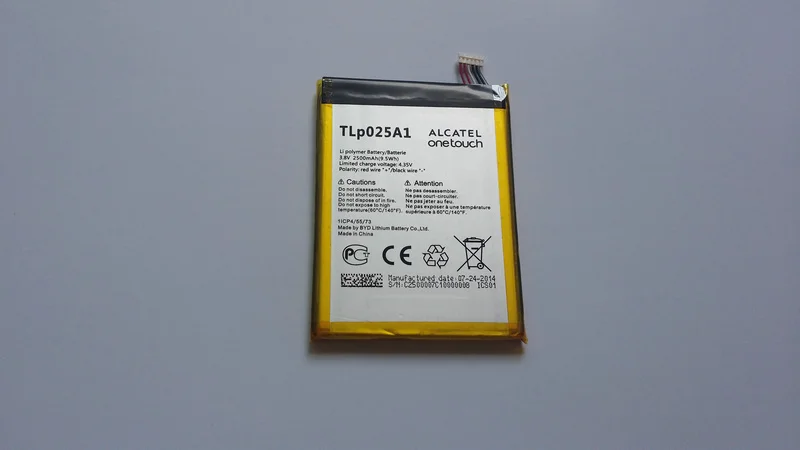 TLp025A1
ALCATEL
onetouch
Li polymer Battery/Batterie
3.8V 2500mAh(9.5Wh)
Limited charge voltage: 4.35V
Polarity: red wire "+"/black wire "-"
Cautions
Do not disassemble.
Do not short circuit.
Do not dispose of in fire.
Do not expose to high
temperature(60°C/140°F).
Attention
Ne pas desassembler.
Ne pas court-circuiter.
Ne pas jeter au feu.
Ne pas exposer à temperature
supérieure à 60°C/140°F.
1ICP4/55/73
Made by BYD Lithium Battery Co.,Ltd.
Made in China
CE
Manufactured date:07-24-2014
S/N:C2500007C10000008 ICS01